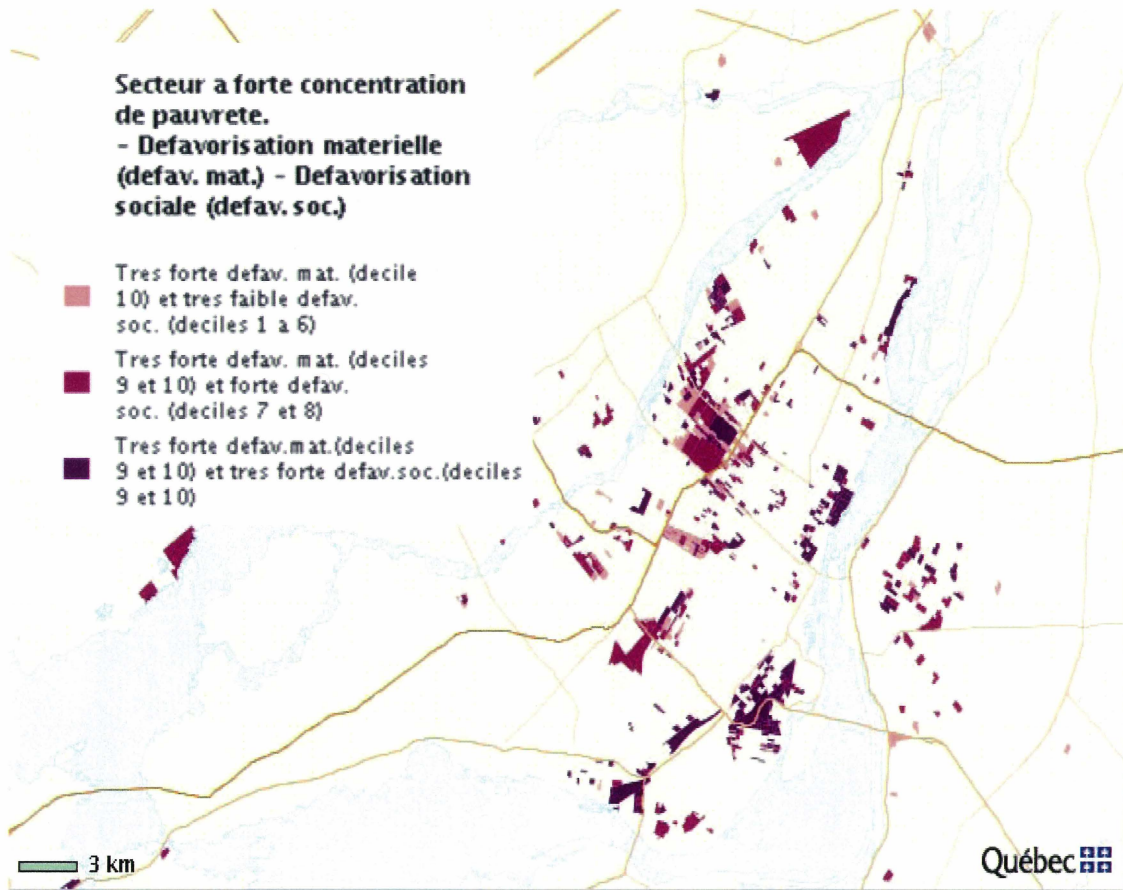 Secteur a forte concentration
de pauvrete.
- Defavorisation materielle
(defav. mat.) - Defavorisation
sociale (defav. soc.)
Tres forte defav. mat. (decile
10) et tres faible defav.
soc. (deciles 1 a 6)
Tres forte defav. mat. (deciles
9 et 10) et forte defav.
soc. (deciles 7 et 8)
Tres forte defav.mat.(deciles
9 et 10) et tres forte defav.soc.(deciles
9 et 10)
3 km
Québec